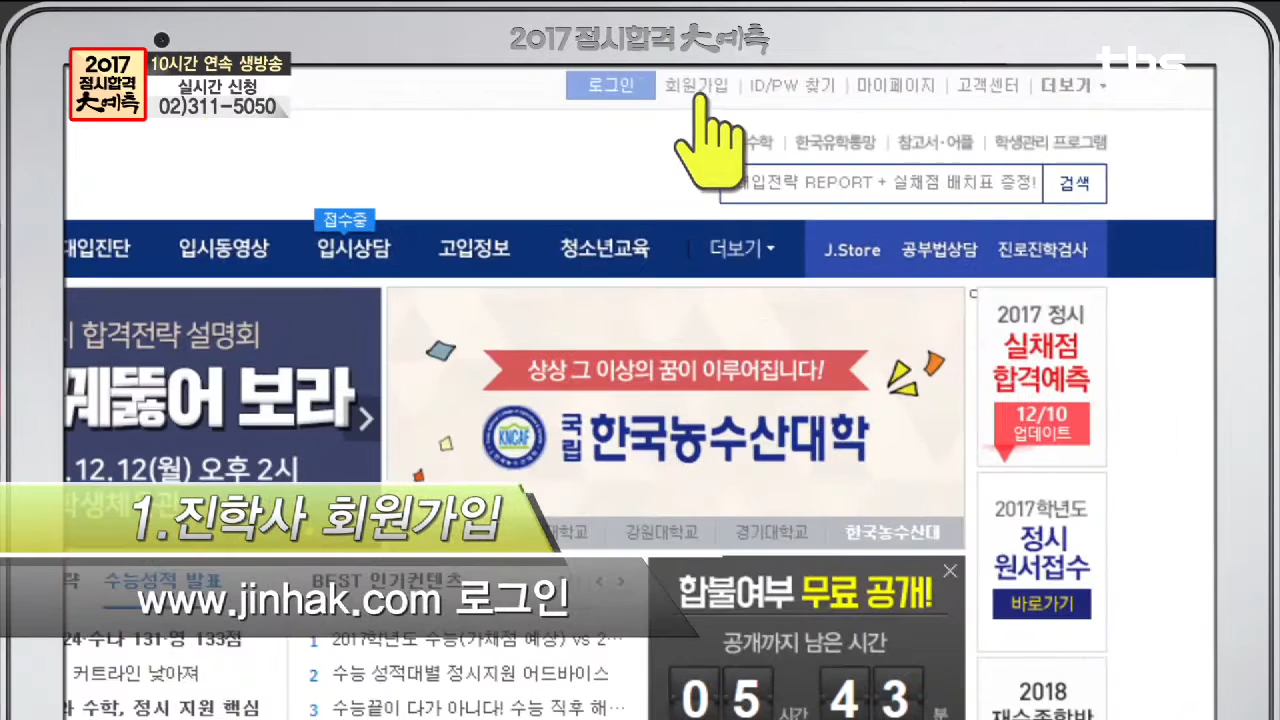 2017 정시합격 大예측
tbs
2017
정시합격
大예측
10시간 연속 생방송
실시간 신청
02)311-5050
로그인 회원가입 | ID/PW 찾기 | 마이페이지 | 고객센터 | 더보기
수학 | 한국유학통망 | 참고서·어플 | 학생관리 프로그램
입전략 REPORT + 실채점 배치표 증정! 검색
접수중
대입진단 입시동영상 입시상담 고입정보 청소년교육 더보기 J.Store 공부법상담 진로진학검사
합격전략 설명회
꿰뚫어 보라
.12.12(월) 오후 2시
상상 그 이상의 꿈이 이루어집니다!
KNCAF
국립 한국농수산대학
대학교 강원대학교 경기대학교 한국농수산대
2017 정시
실채점
합격예측
12/10
업데이트
2017학년도
정시
원서접수
바로가기
2018
재수종합반
1.진학사 회원가입
www.jinhak.com 로그인
략 수능성적 발표 BEST 인기컨텐츠
24·수나 131·영 133점
커트라인 낮아져
와 수학, 정시 지원 핵심
1 2017학년도 수능(가채점 예상) vs 2…
2 수능 성적대별 정시지원 어드바이스
3 수능끝이 다가 아니다! 수능 직후 해…
합불여부 무료 공개!
공개까지 남은 시간
05 시간 43 분